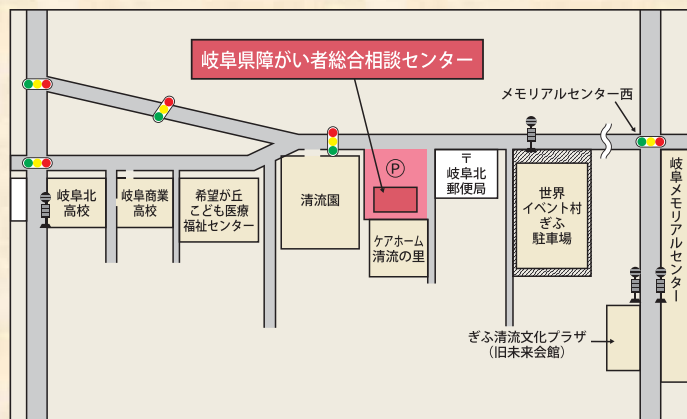 岐阜県障がい者総合相談センター
メモリアルセンター西
P
〒
岐阜北
郵便局
岐阜北
高校
岐阜商業
高校
希望が丘
こども医療
福祉センター
清流園
ケアホーム
清流の里
世界
イベント村
ぎふ
駐車場
岐阜メモリアルセンター
ぎふ清流文化プラザ
（旧未来会館）